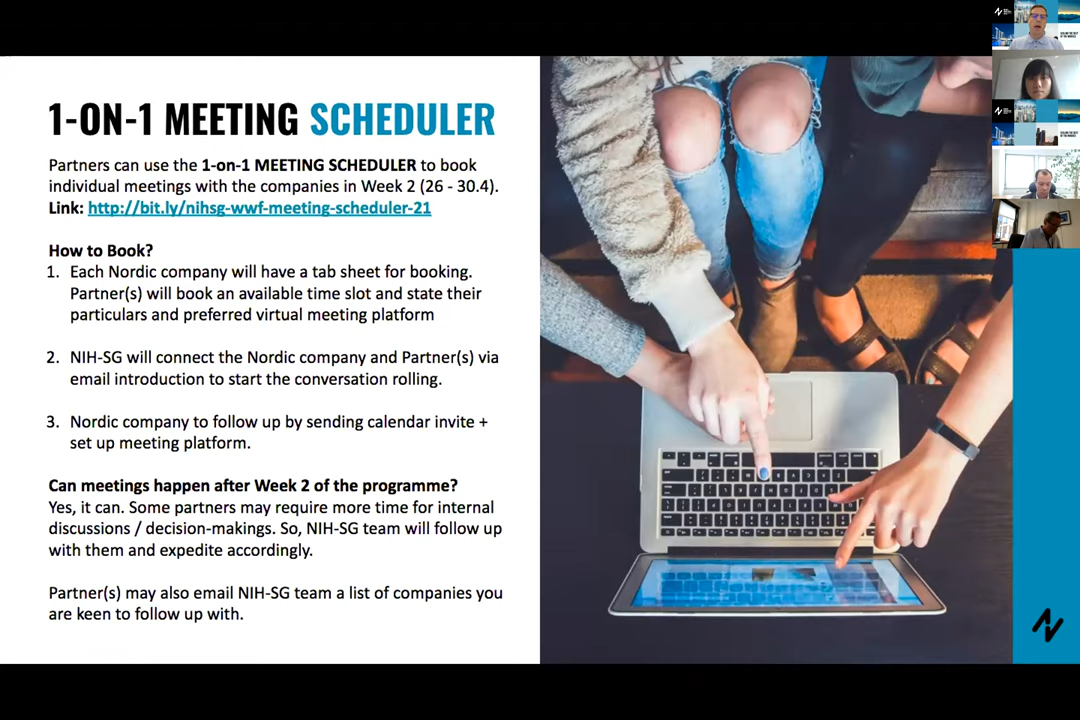 1-ON-1 MEETING SCHEDULER
Partners can use the 1-on-1 MEETING SCHEDULER to book
individual meetings with the companies in Week 2 (26 - 30.4).
Link: http://bit.ly/nihsg-wwf-meeting-scheduler-21
How to Book?
1. Each Nordic company will have a tab sheet for booking.
Partner(s) will book an available time slot and state their
particulars and preferred virtual meeting platform
2. NIH-SG will connect the Nordic company and Partner(s) via
email introduction to start the conversation rolling.
3. Nordic company to follow up by sending calendar invite +
set up meeting platform.
Can meetings happen after Week 2 of the programme?
Yes, it can. Some partners may require more time for internal
discussions / decision-makings. So, NIH-SG team will follow up
with them and expedite accordingly.
Partner(s) may also email NIH-SG team a list of companies you
are keen to follow up with.